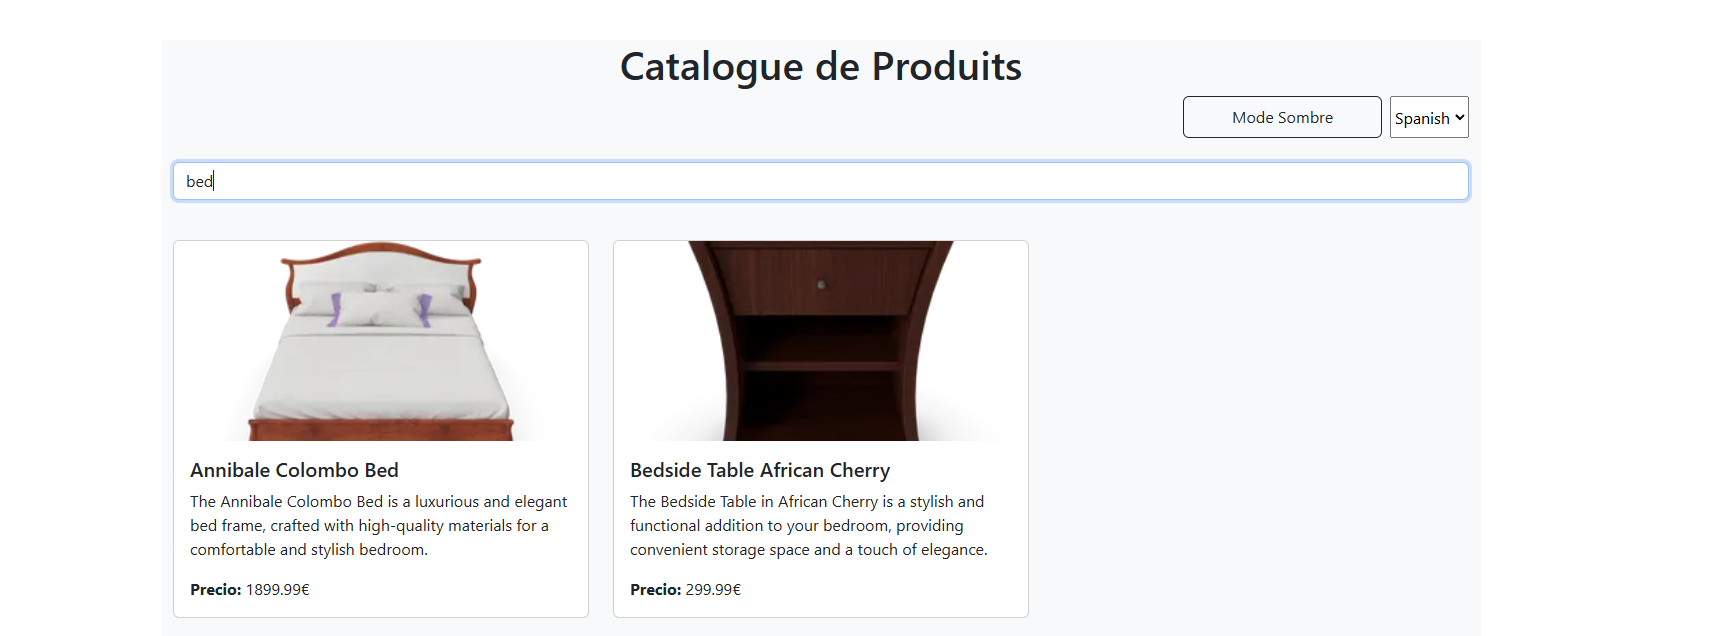 Catalogue de Produits
Mode Sombre
Spanish
bed
Annibale Colombo Bed
The Annibale Colombo Bed is a luxurious and elegant
bed frame, crafted with high-quality materials for a
comfortable and stylish bedroom.
Precio: 1899.99€
Bedside Table African Cherry
The Bedside Table in African Cherry is a stylish and
functional addition to your bedroom, providing
convenient storage space and a touch of elegance.
Precio: 299.99€